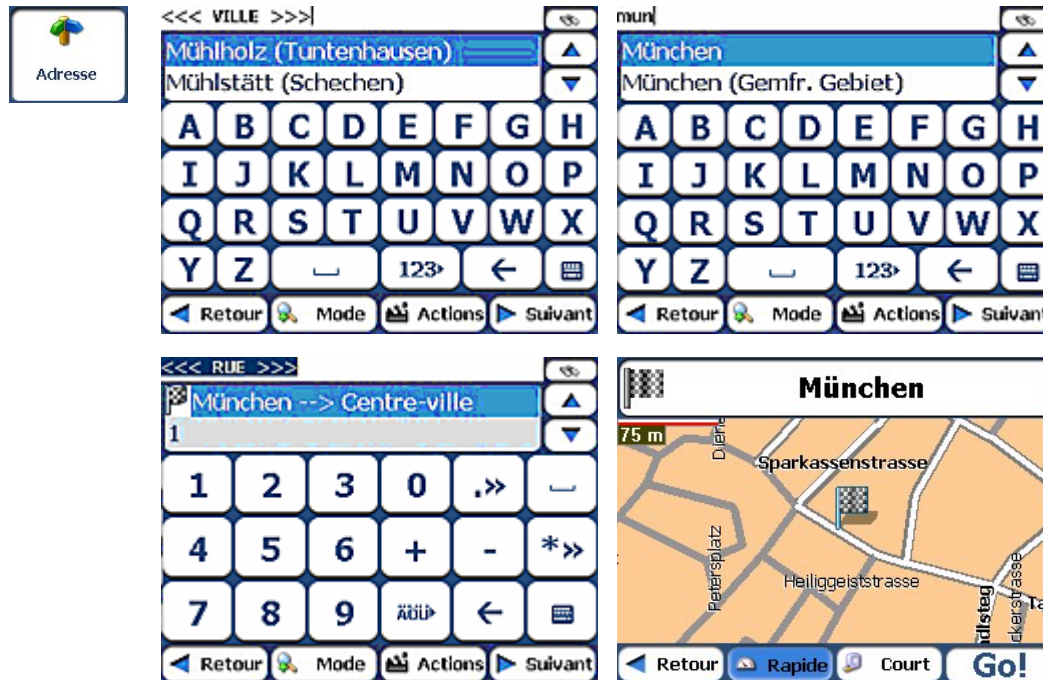 Adresse
<<< VILLE >>>
Mühlholz (Tuntenhausen)
Mühlstätt (Schechen)
A B C D E F G H
I J K L M N O P
Q R S T U V W X
Y Z 123
Retour Mode Actions Suivant
mun
München
München (Gemfr. Gebiet)
A B C D E F G H
I J K L M N O P
Q R S T U V W X
Y Z 123
Retour Mode Actions Suivant
<<< RUE >>>
München --> Centre-ville
1
1 2 3 0 .»
4 5 6 + - *»
7 8 9 ÄÖÜ
Retour Mode Actions Suivant
München
75 m
Sparkassenstrasse
Petersplatz
Heiliggeiststrasse
Retour Rapide Court Go!